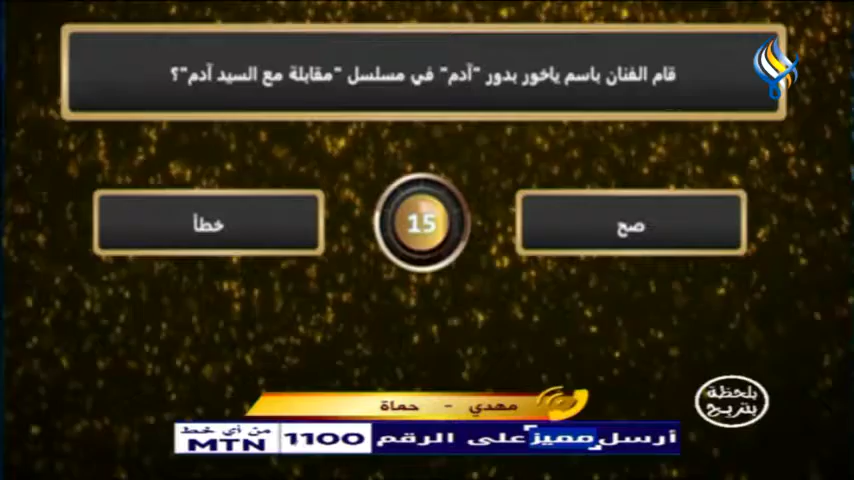 قام الفنان باسم ياخور بدور "آدم" في مسلسل "مقابلة مع السيد آدم"؟
صح
15
خطأ
بلحظة
بتربح
مهدي - حماة
أرسل مميز على الرقم 1100 من أي خط
MTN